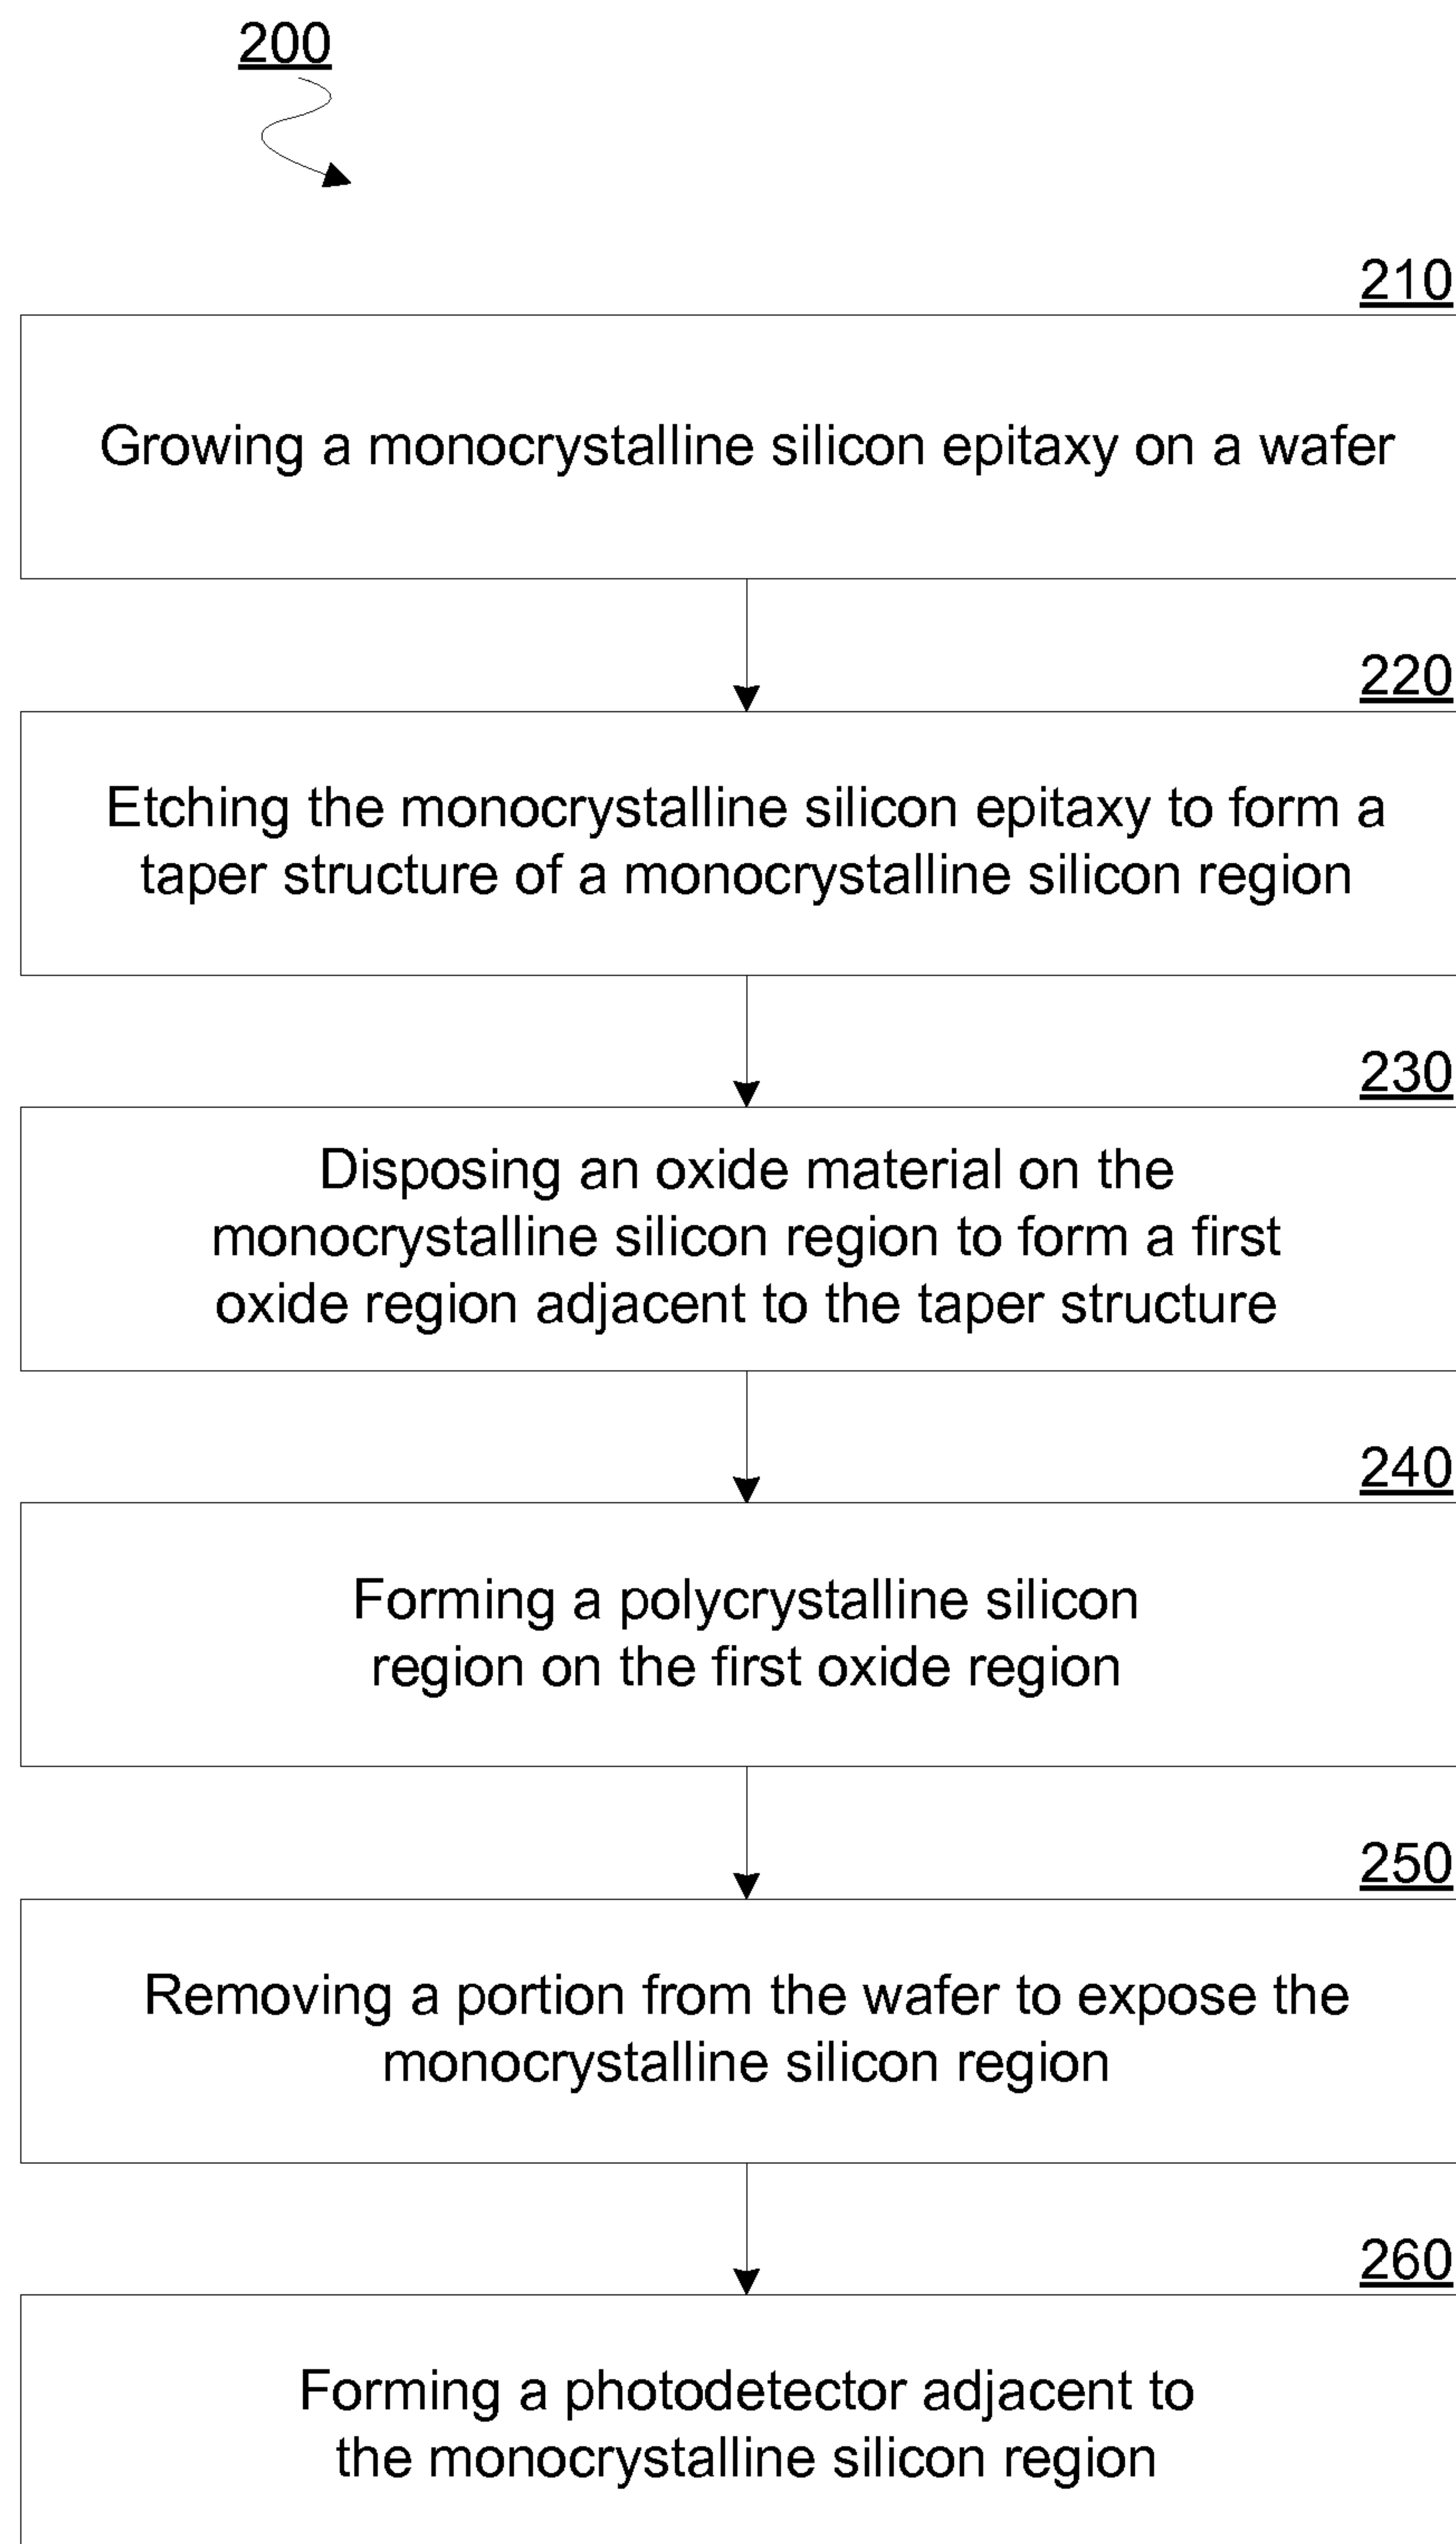 200
210
Growing a monocrystalline silicon epitaxy on a wafer
220
Etching the monocrystalline silicon epitaxy to form a
taper structure of a monocrystalline silicon region
230
Disposing an oxide material on the
monocrystalline silicon region to form a first
oxide region adjacent to the taper structure
240
Forming a polycrystalline silicon
region on the first oxide region
250
Removing a portion from the wafer to expose the
monocrystalline silicon region
260
Forming a photodetector adjacent to
the monocrystalline silicon region